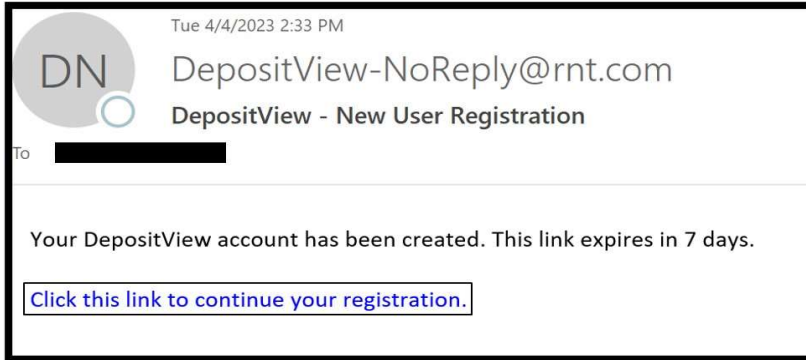 Tue 4/4/2023 2:33 PM
DN
DepositView-NoReply@rnt.com
DepositView - New User Registration
To
Your DepositView account has been created. This link expires in 7 days.
Click this link to continue your registration.